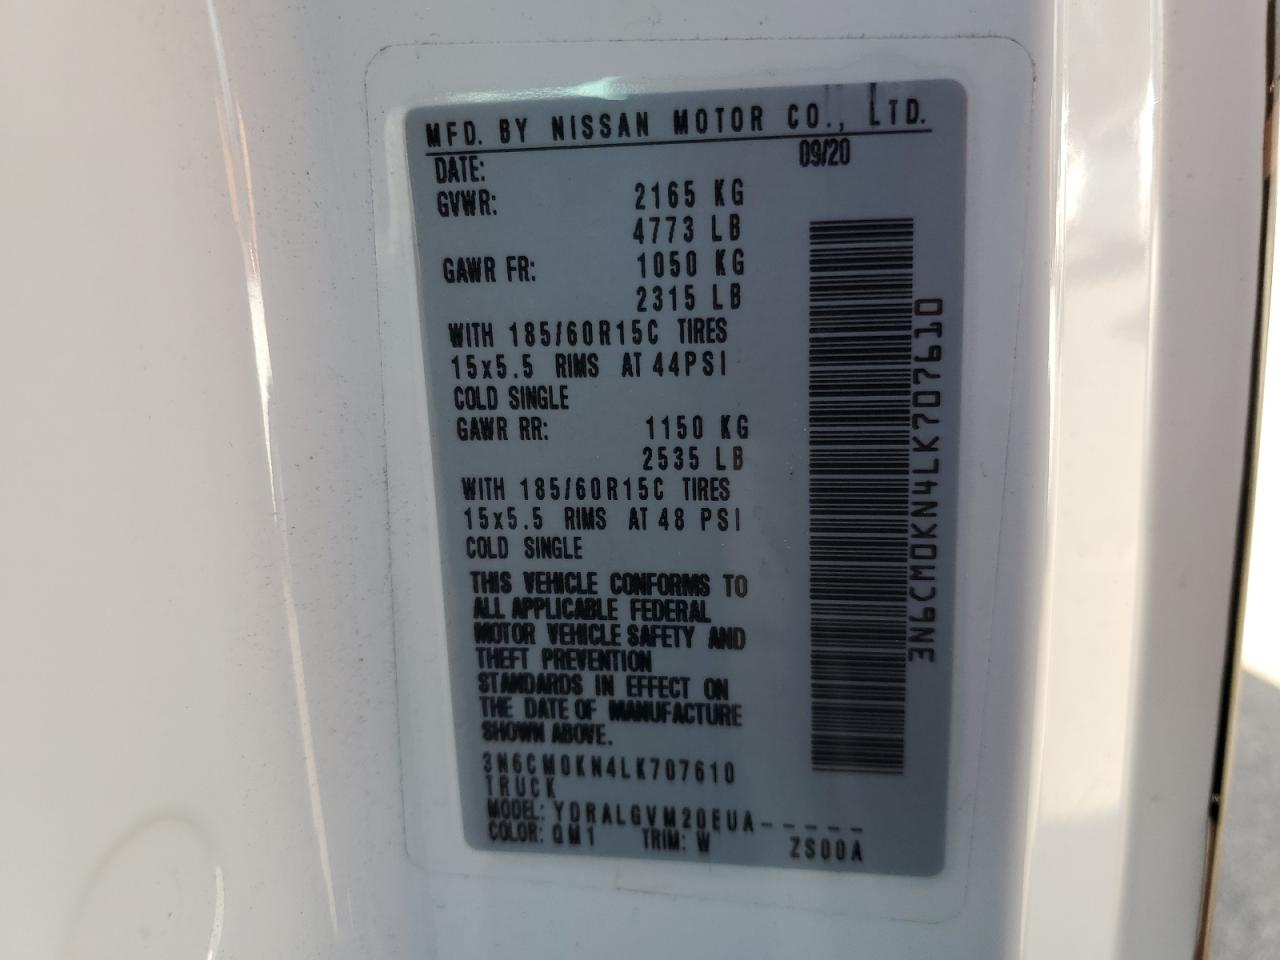 MFD. BY NISSAN MOTOR CO., LTD.
DATE: 09/20
GVWR: 2165 KG
4773 LB
GAWR FR: 1050 KG
2315 LB
WITH 185/60R15C TIRES
15x5.5 RIMS AT 44PSI
COLD SINGLE
GAWR RR: 1150 KG
2535 LB
WITH 185/60R15C TIRES
15x5.5 RIMS AT 48 PSI
COLD SINGLE
THIS VEHICLE CONFORMS TO
ALL APPLICABLE FEDERAL
MOTOR VEHICLE SAFETY AND
THEFT PREVENTION
STANDARDS IN EFFECT ON
THE DATE OF MANUFACTURE
SHOWN ABOVE.
3N6CM0KN4LK707610
TRUCK
MODEL: YDRALGVM20EUA-----
COLOR: QM1 TRIM: W ZS00A
3N6CM0KN4LK707610